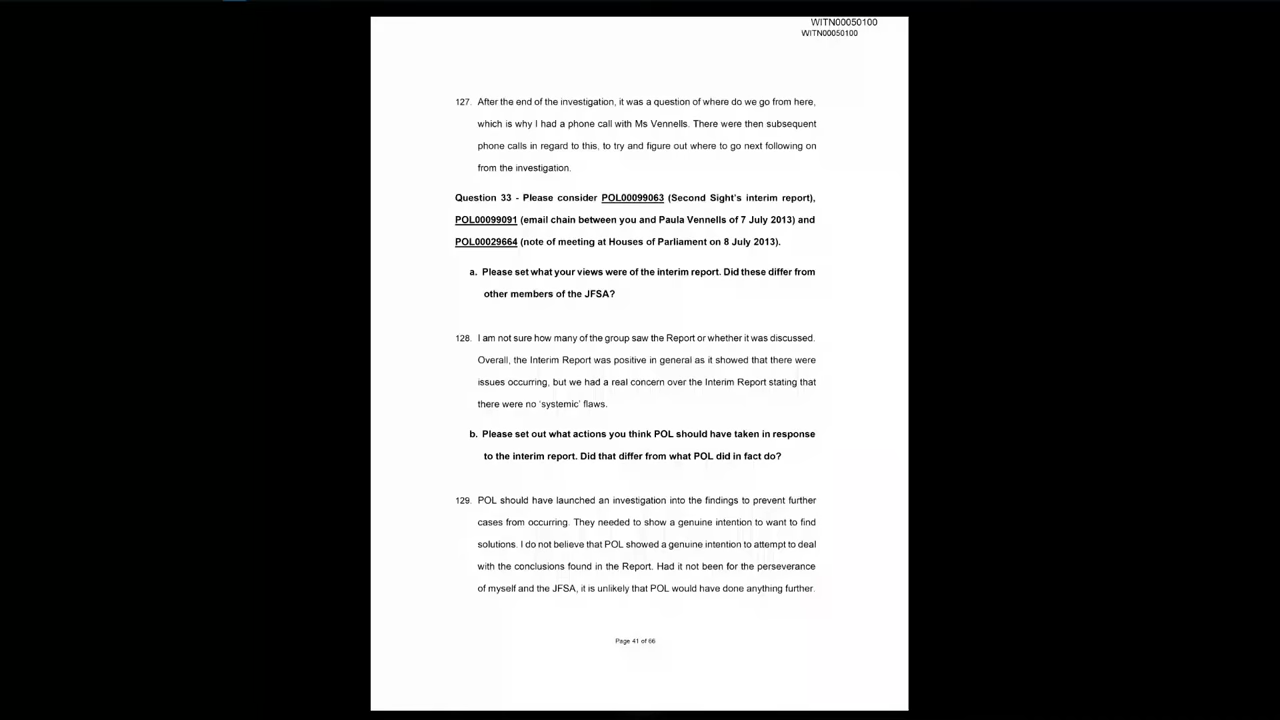 WITN00050100
WITN00050100
127. After the end of the investigation, it was a question of where do we go from here,
which is why I had a phone call with Ms Vennells. There were then subsequent
phone calls in regard to this, to try and figure out where to go next following on
from the investigation.
Question 33 - Please consider POL00099063 (Second Sight's interim report),
POL00099091 (email chain between you and Paula Vennells of 7 July 2013) and
POL00029664 (note of meeting at Houses of Parliament on 8 July 2013).
a. Please set what your views were of the interim report. Did these differ from
other members of the JFSA?
128. I am not sure how many of the group saw the Report or whether it was discussed.
Overall, the Interim Report was positive in general as it showed that there were
issues occurring, but we had a real concern over the Interim Report stating that
there were no 'systemic' flaws.
b. Please set out what actions you think POL should have taken in response
to the interim report. Did that differ from what POL did in fact do?
129. POL should have launched an investigation into the findings to prevent further
cases from occurring. They needed to show a genuine intention to want to find
solutions. I do not believe that POL showed a genuine intention to attempt to deal
with the conclusions found in the Report. Had it not been for the perseverance
of myself and the JFSA, it is unlikely that POL would have done anything further.
Page 41 of 66